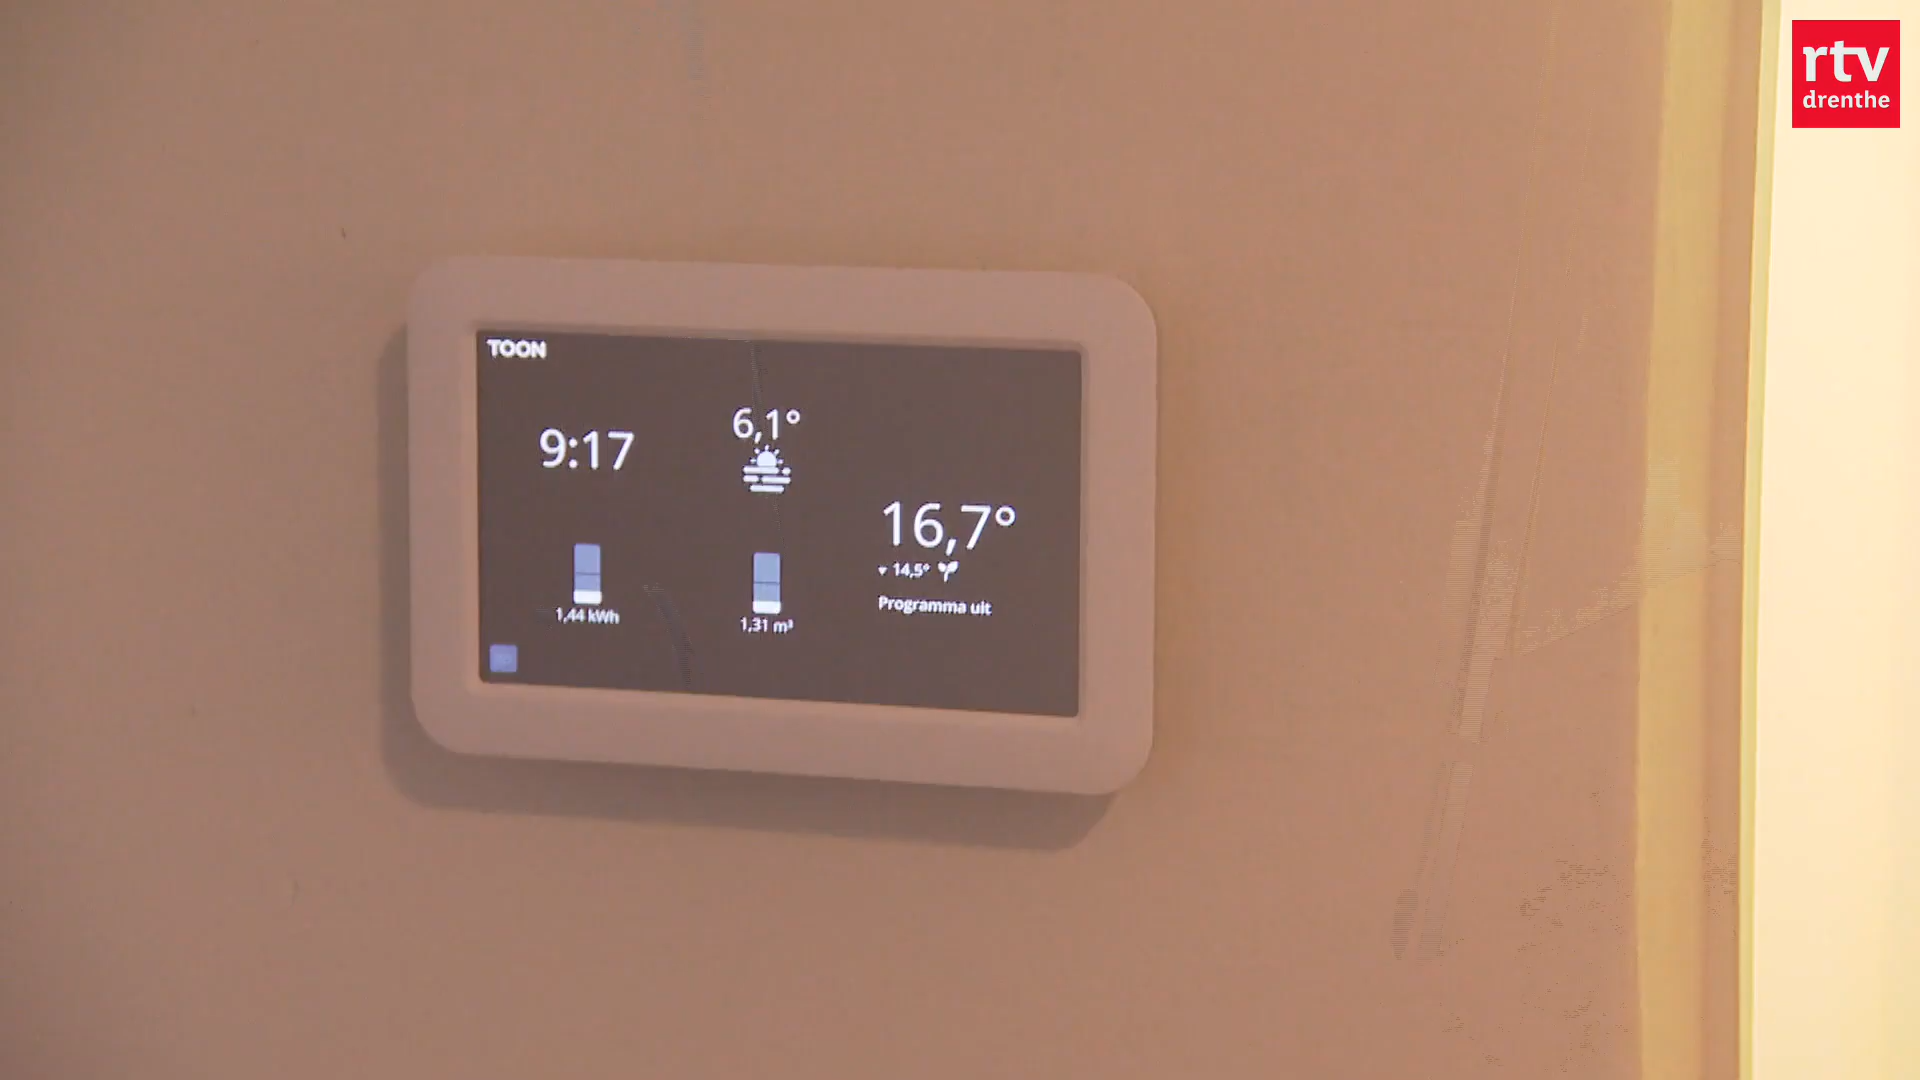 rtv
drenthe
TOON
9:17
6,1°
16,7°
14,5°
Programma uit
1,44 kWh
1,31 m³